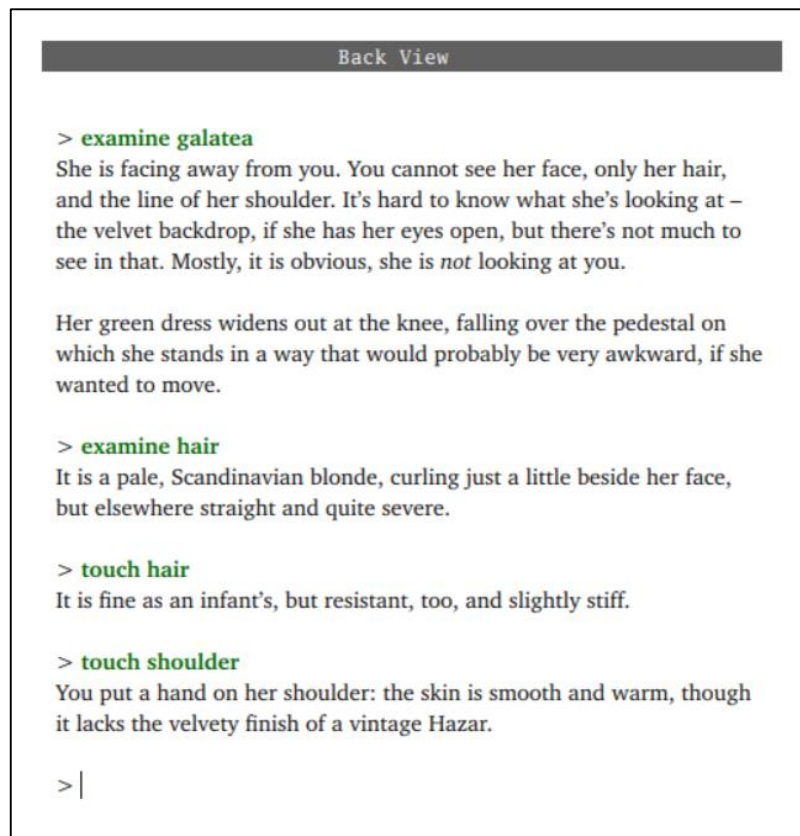 Back View
> examine galatea
She is facing away from you. You cannot see her face, only her hair,
and the line of her shoulder. It’s hard to know what she’s looking at –
the velvet backdrop, if she has her eyes open, but there’s not much to
see in that. Mostly, it is obvious, she is not looking at you.
Her green dress widens out at the knee, falling over the pedestal on
which she stands in a way that would probably be very awkward, if she
wanted to move.
> examine hair
It is a pale, Scandinavian blonde, curling just a little beside her face,
but elsewhere straight and quite severe.
> touch hair
It is fine as an infant’s, but resistant, too, and slightly stiff.
> touch shoulder
You put a hand on her shoulder: the skin is smooth and warm, though
it lacks the velvety finish of a vintage Hazar.
>